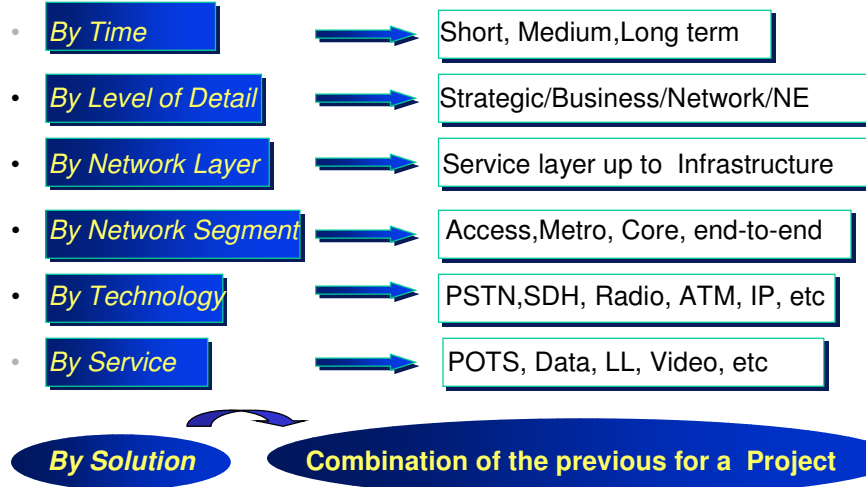 • By Time Short, Medium,Long term
• By Level of Detail Strategic/Business/Network/NE
• By Network Layer Service layer up to Infrastructure
• By Network Segment Access,Metro, Core, end-to-end
• By Technology PSTN,SDH, Radio, ATM, IP, etc
• By Service POTS, Data, LL, Video, etc
By Solution Combination of the previous for a Project